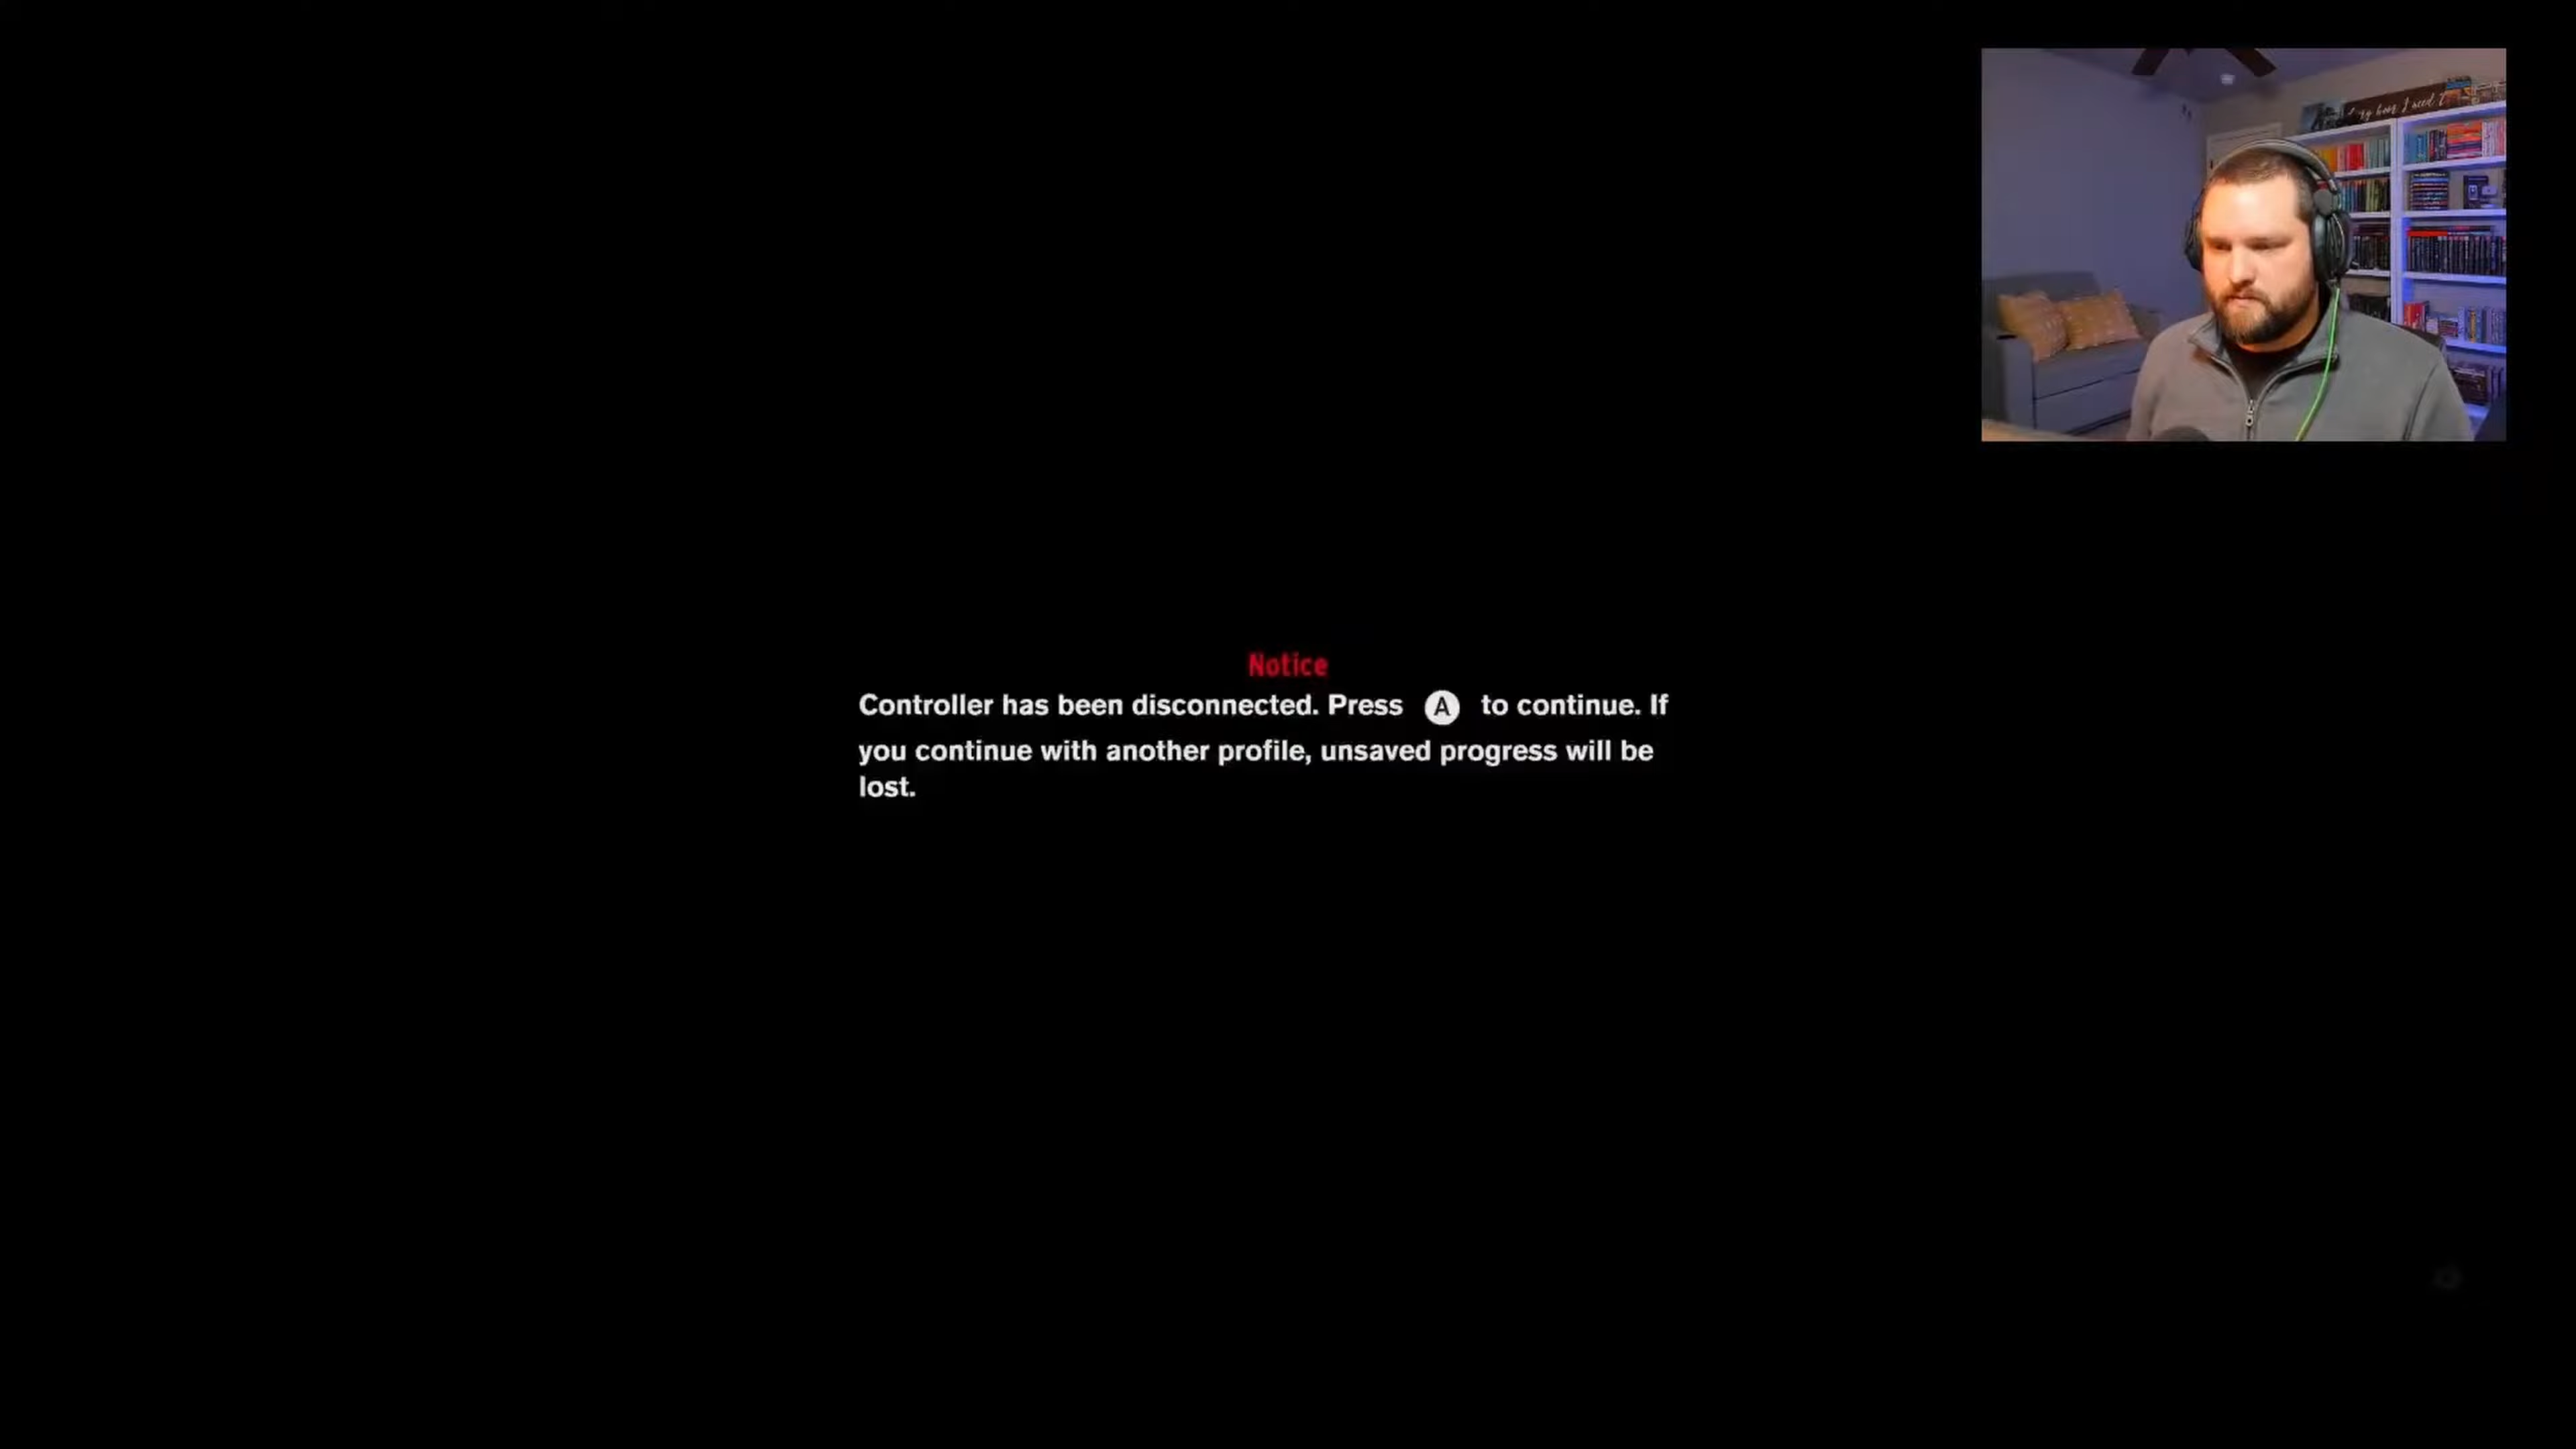 I need
Notice
Controller has been disconnected. Press A to continue. If
you continue with another profile, unsaved progress will be
lost.